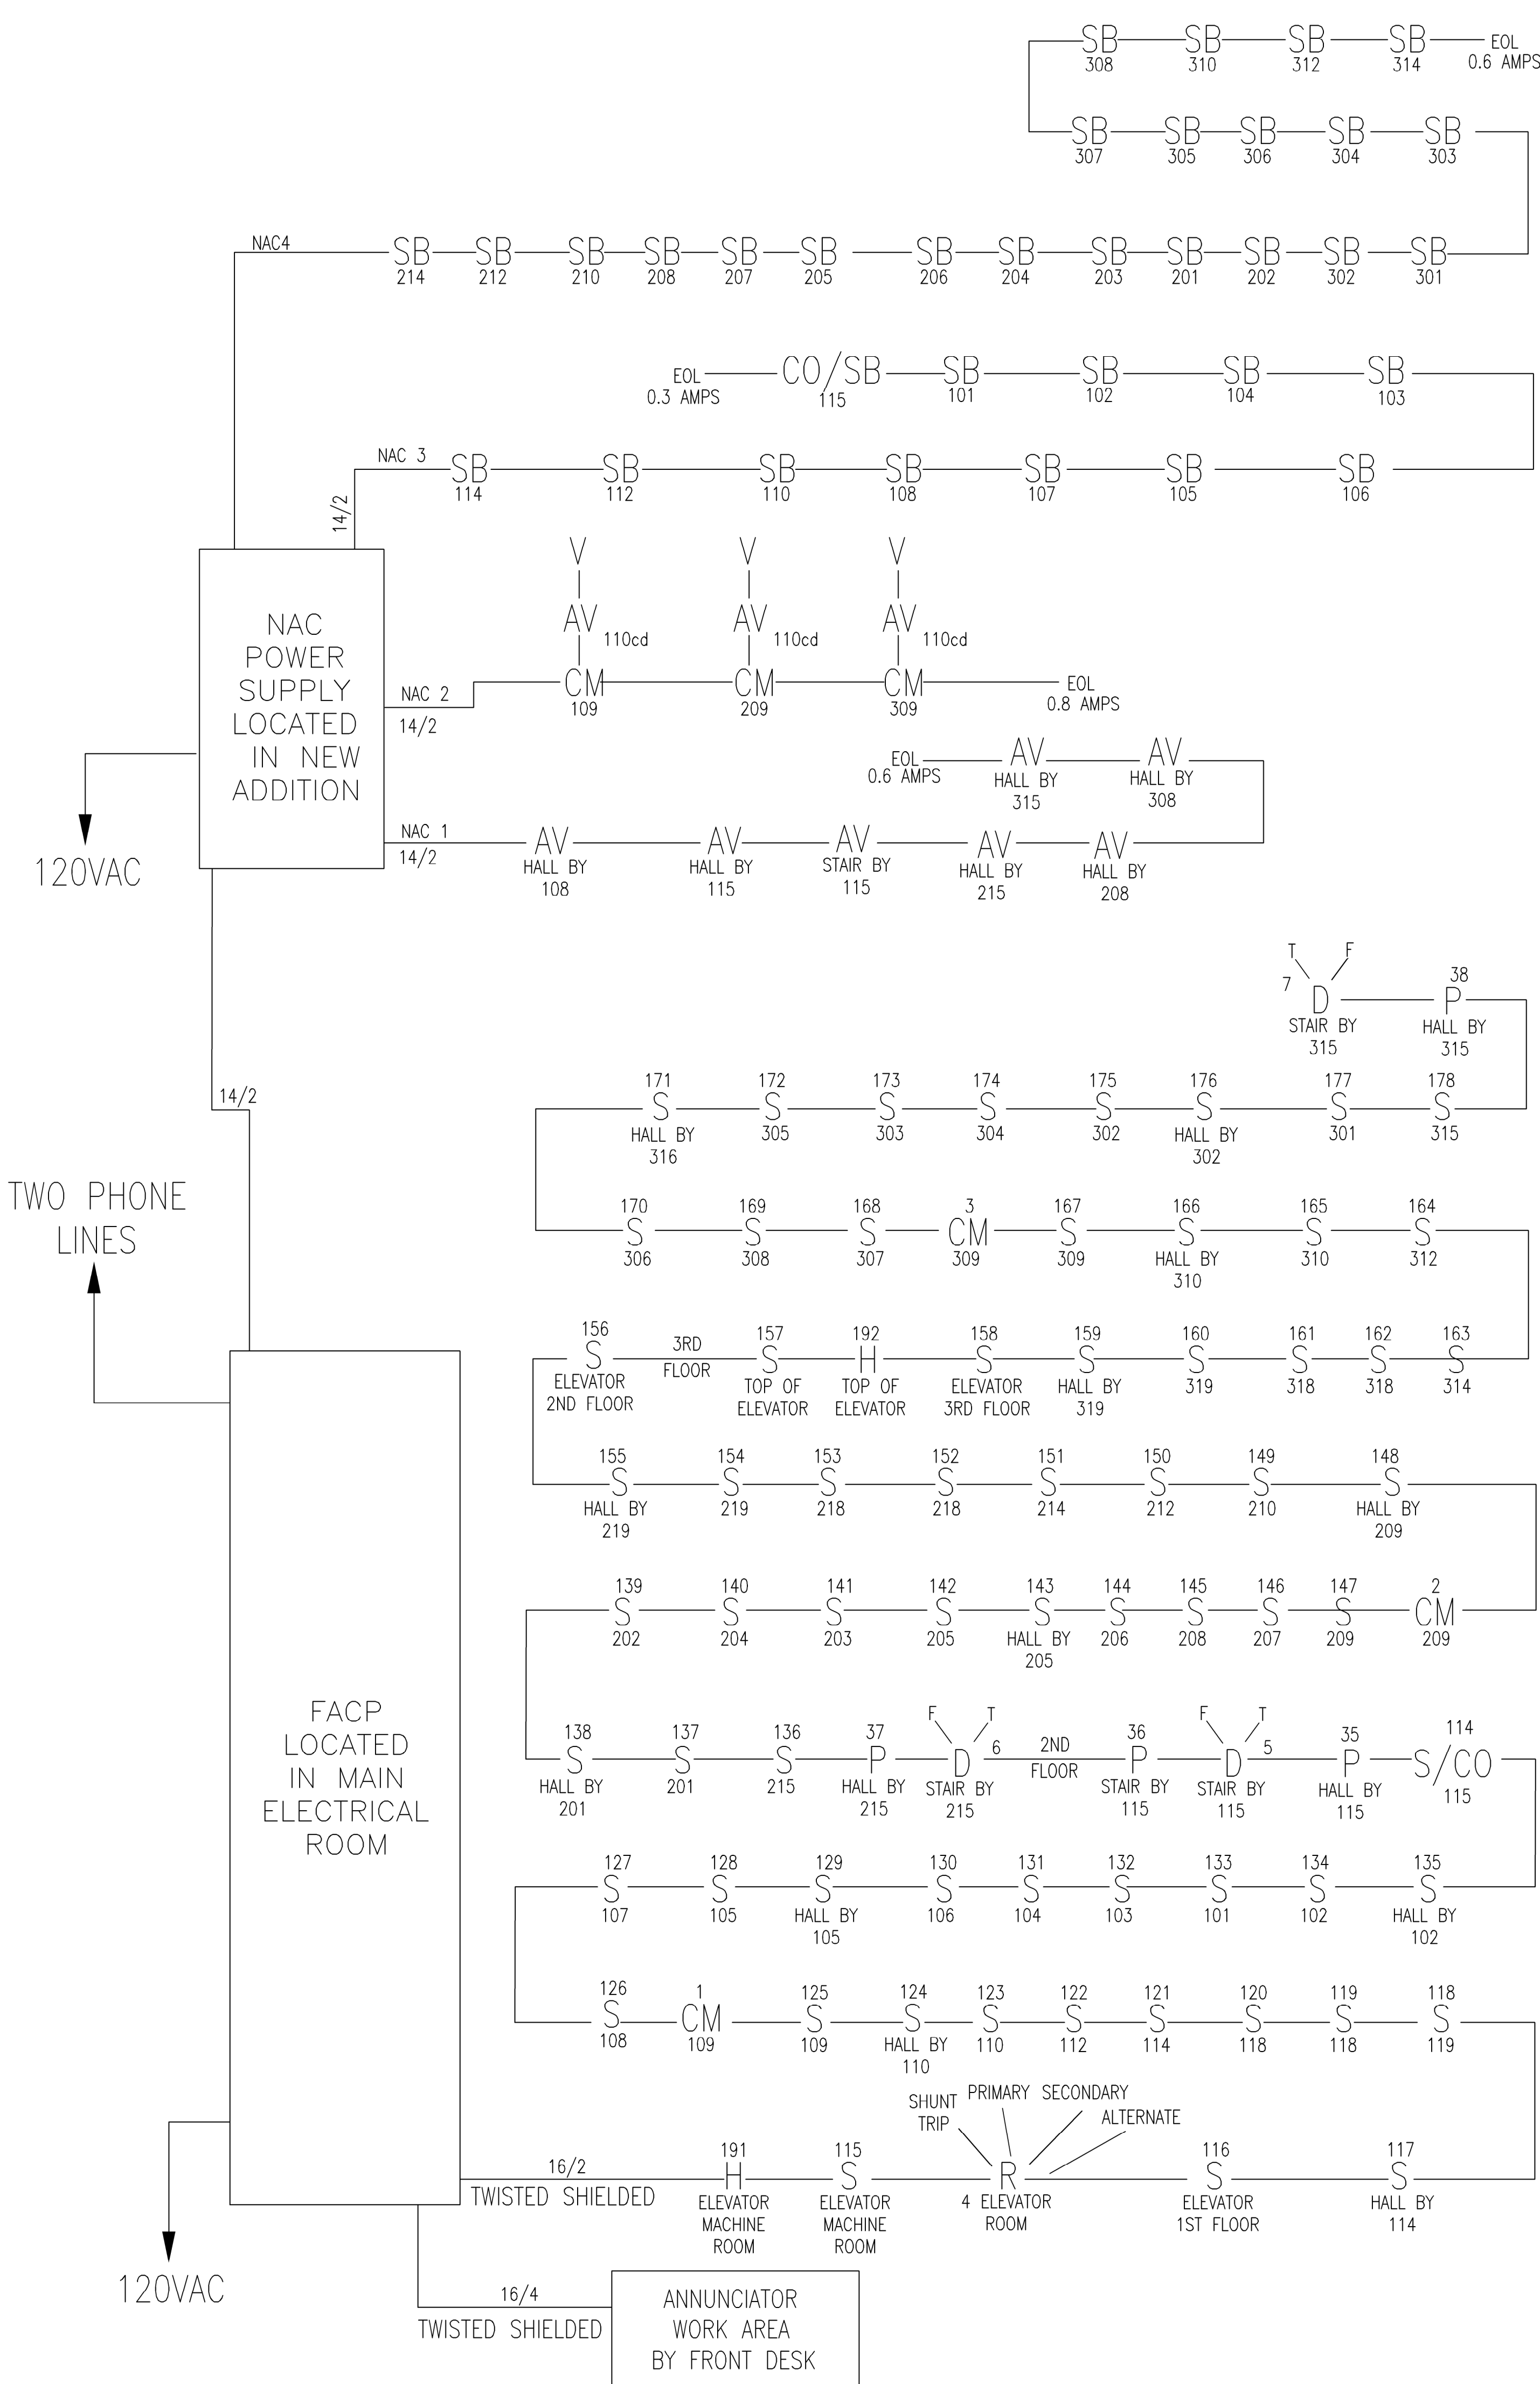 SB SB SB SB EOL
308 310 312 314 0.6 AMPS
SB SB SB SB SB
307 305 306 304 303
NAC4 SB SB SB SB SB SB SB SB SB SB SB SB SB
214 212 210 208 207 205 206 204 203 201 202 302 301
EOL CO/SB SB SB SB SB
0.3 AMPS 115 101 102 104 103
NAC 3 SB SB SB SB SB SB SB
114 112 110 108 107 105 106
14/2
V V V
AV AV AV
110cd 110cd 110cd
NAC 2 CM CM CM EOL
14/2 109 209 309 0.8 AMPS
NAC
POWER
SUPPLY
LOCATED
IN NEW
ADDITION
120VAC
EOL AV AV
0.6 AMPS HALL BY HALL BY
315 308
NAC 1 AV AV AV AV AV
14/2 HALL BY HALL BY STAIR BY HALL BY HALL BY
108 115 115 215 208
T F 38
7 D P
STAIR BY HALL BY
315 315
14/2
171 172 173 174 175 176 177 178
S S S S S S S S
HALL BY 305 303 304 302 HALL BY 301 315
316 302
TWO PHONE
LINES
170 169 168 3 167 166 165 164
S S S CM S S S S
306 308 307 309 309 HALL BY 310 312
310
156 3RD 157 192 158 159 160 161 162 163
S FLOOR S H S S S S S S
ELEVATOR TOP OF TOP OF ELEVATOR HALL BY 319 318 318 314
2ND FLOOR ELEVATOR ELEVATOR 3RD FLOOR 319
155 154 153 152 151 150 149 148
S S S S S S S S
HALL BY 219 218 218 214 212 210 HALL BY
219 209
139 140 141 142 143 144 145 146 147 2
S S S S S S S S S CM
202 204 203 205 HALL BY 206 208 207 209 209
205
FACP
LOCATED
IN MAIN
ELECTRICAL
ROOM
F T F T
138 137 136 37 6 2ND 36 5 35 114
S S S P D FLOOR P D P S/CO
HALL BY 201 215 HALL BY STAIR BY STAIR BY STAIR BY HALL BY 115
201 215 215 115 115 115
127 128 129 130 131 132 133 134 135
S S S S S S S S S
107 105 HALL BY 106 104 103 101 102 HALL BY
105 102
126 1 125 124 123 122 121 120 119 118
S CM S S S S S S S S
108 109 109 HALL BY 110 112 114 118 118 119
110
SHUNT PRIMARY SECONDARY
TRIP ALTERNATE
191 115 116 117
16/2 H S R S S
TWISTED SHIELDED ELEVATOR ELEVATOR 4 ELEVATOR ELEVATOR HALL BY
MACHINE MACHINE ROOM 1ST FLOOR 114
ROOM ROOM
120VAC
16/4
TWISTED SHIELDED
ANNUNCIATOR
WORK AREA
BY FRONT DESK